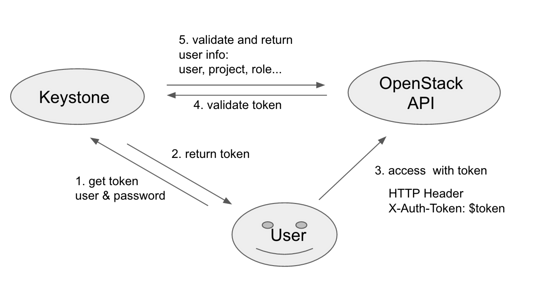 5. validate and return
user info:
user, project, role...
Keystone
OpenStack
API
4. validate token
2. return token
1. get token
user & password
3. access  with token
HTTP Header
X-Auth-Token: $token
User